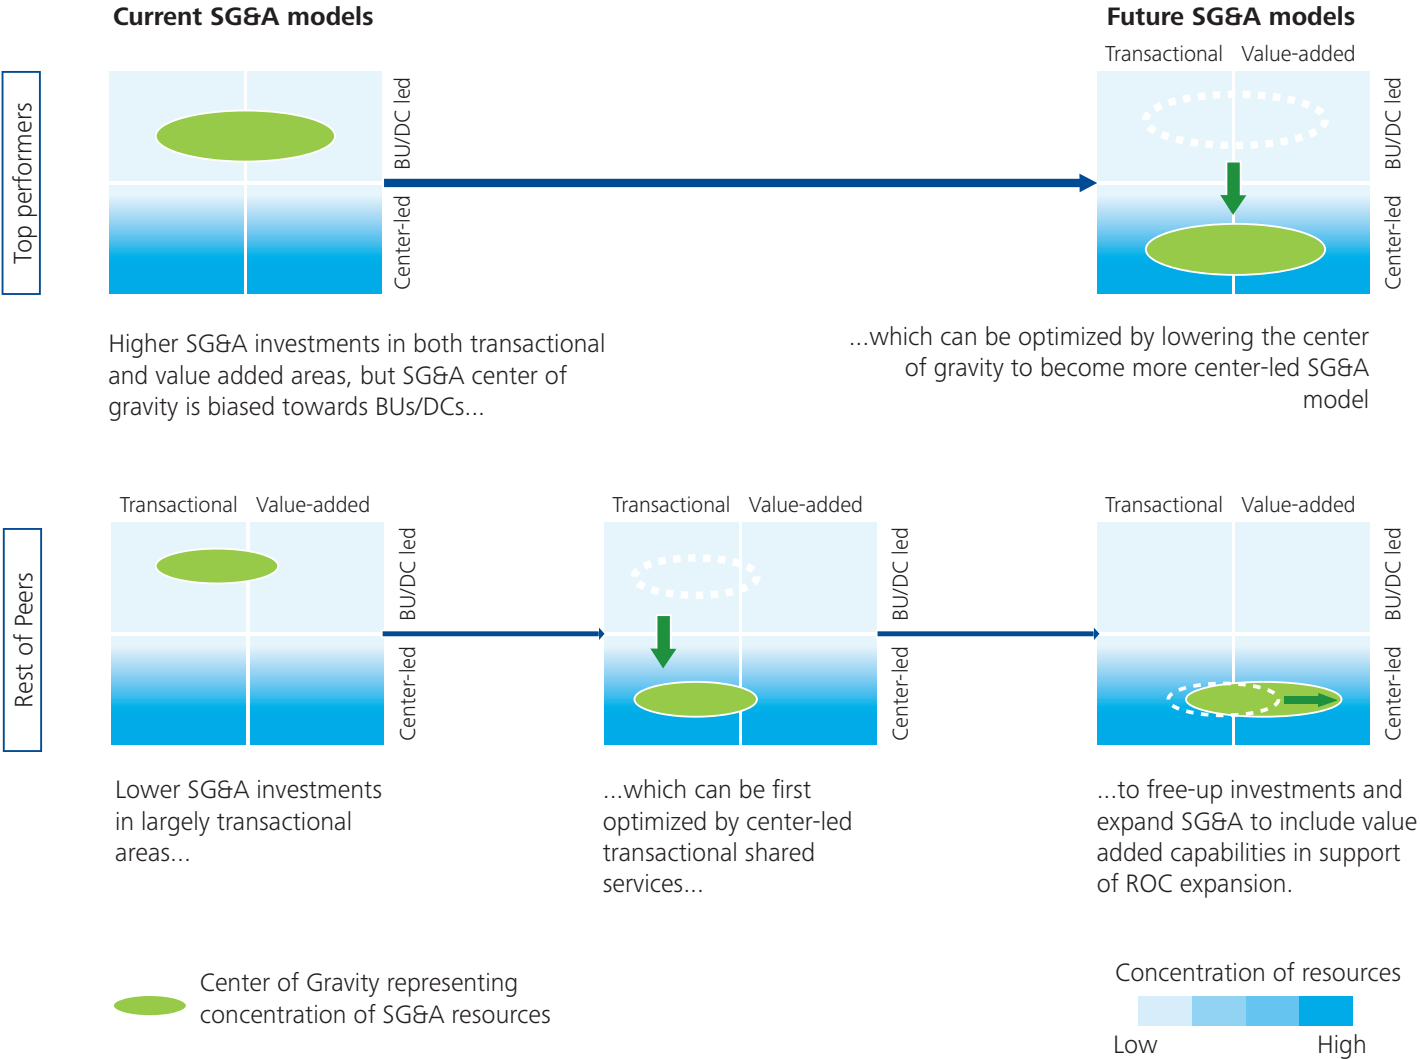 Current SG&A models
Future SG&A models
Transactional Value-added
Top performers
BU/DC led
Center-led
BU/DC led
Center-led
Higher SG&A investments in both transactional
and value added areas, but SG&A center of
gravity is biased towards BUs/DCs...
...which can be optimized by lowering the center
of gravity to become more center-led SG&A
model
Rest of Peers
Transactional Value-added
BU/DC led
Center-led
Transactional Value-added
BU/DC led
Center-led
Transactional Value-added
BU/DC led
Center-led
Lower SG&A investments
in largely transactional
areas...
...which can be first
optimized by center-led
transactional shared
services...
...to free-up investments and
expand SG&A to include value
added capabilities in support
of ROC expansion.
Center of Gravity representing
concentration of SG&A resources
Concentration of resources
Low High